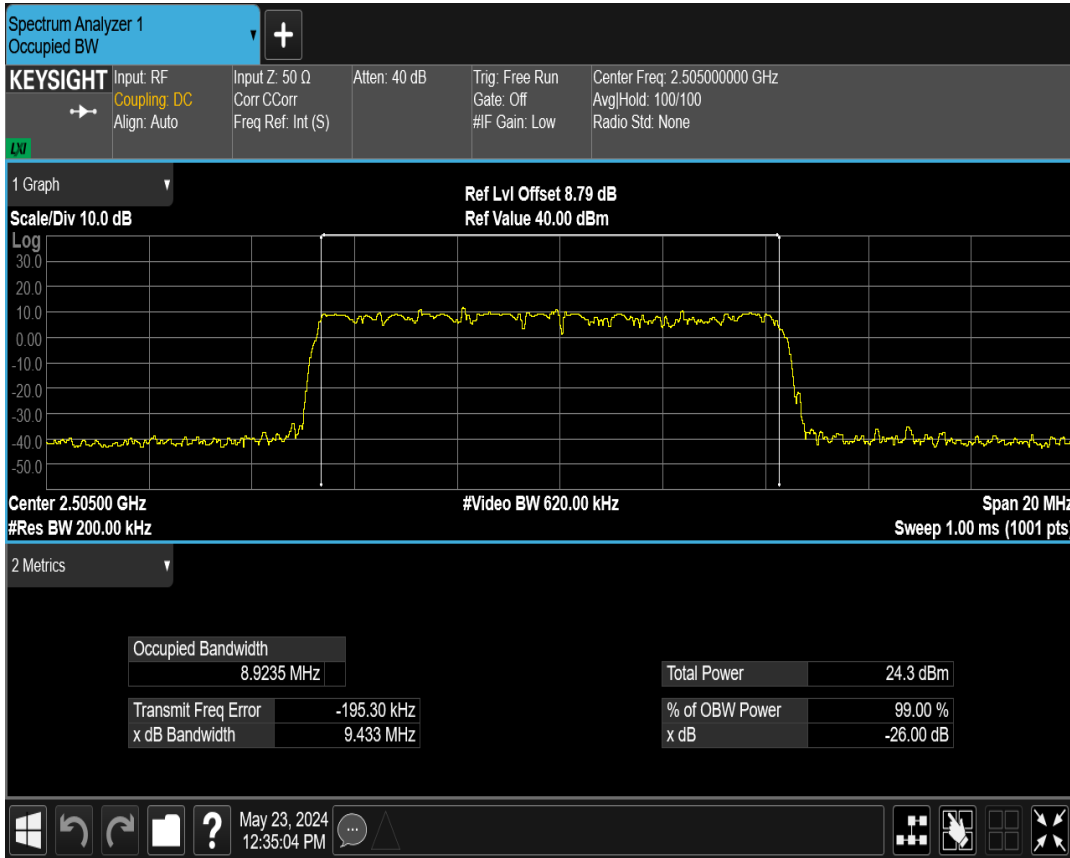 Spectrum Analyzer 1
Occupied BW
+
KEYSIGHT
LXI
Input: RF
Coupling: DC
Align: Auto
Input Z: 50 Ω
Corr CCorr
Freq Ref: Int (S)
Atten: 40 dB
Trig: Free Run
Gate: Off
#IF Gain: Low
Center Freq: 2.505000000 GHz
Avg|Hold: 100/100
Radio Std: None
1 Graph
Scale/Div 10.0 dB
Ref Lvl Offset 8.79 dB
Ref Value 40.00 dBm
Log
30.0
20.0
10.0
0.00
-10.0
-20.0
-30.0
-40.0
-50.0
Center 2.50500 GHz
#Video BW 620.00 kHz
Span 20 MHz
#Res BW 200.00 kHz
Sweep 1.00 ms (1001 pts)
2 Metrics
Occupied Bandwidth
8.9235 MHz
Total Power 24.3 dBm
Transmit Freq Error -195.30 kHz
% of OBW Power 99.00 %
x dB Bandwidth 9.433 MHz
x dB -26.00 dB
?
May 23, 2024
12:35:04 PM